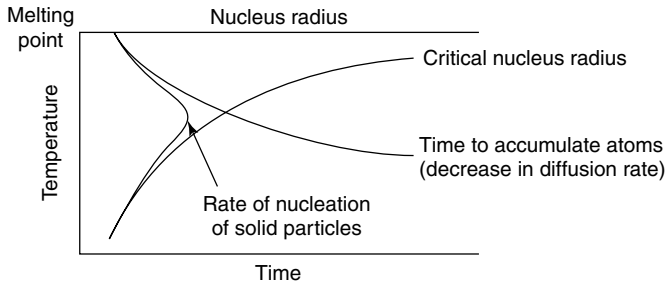 Melting
point
Nucleus radius
Critical nucleus radius
Temperature
Time to accumulate atoms
(decrease in diffusion rate)
Rate of nucleation
of solid particles
Time